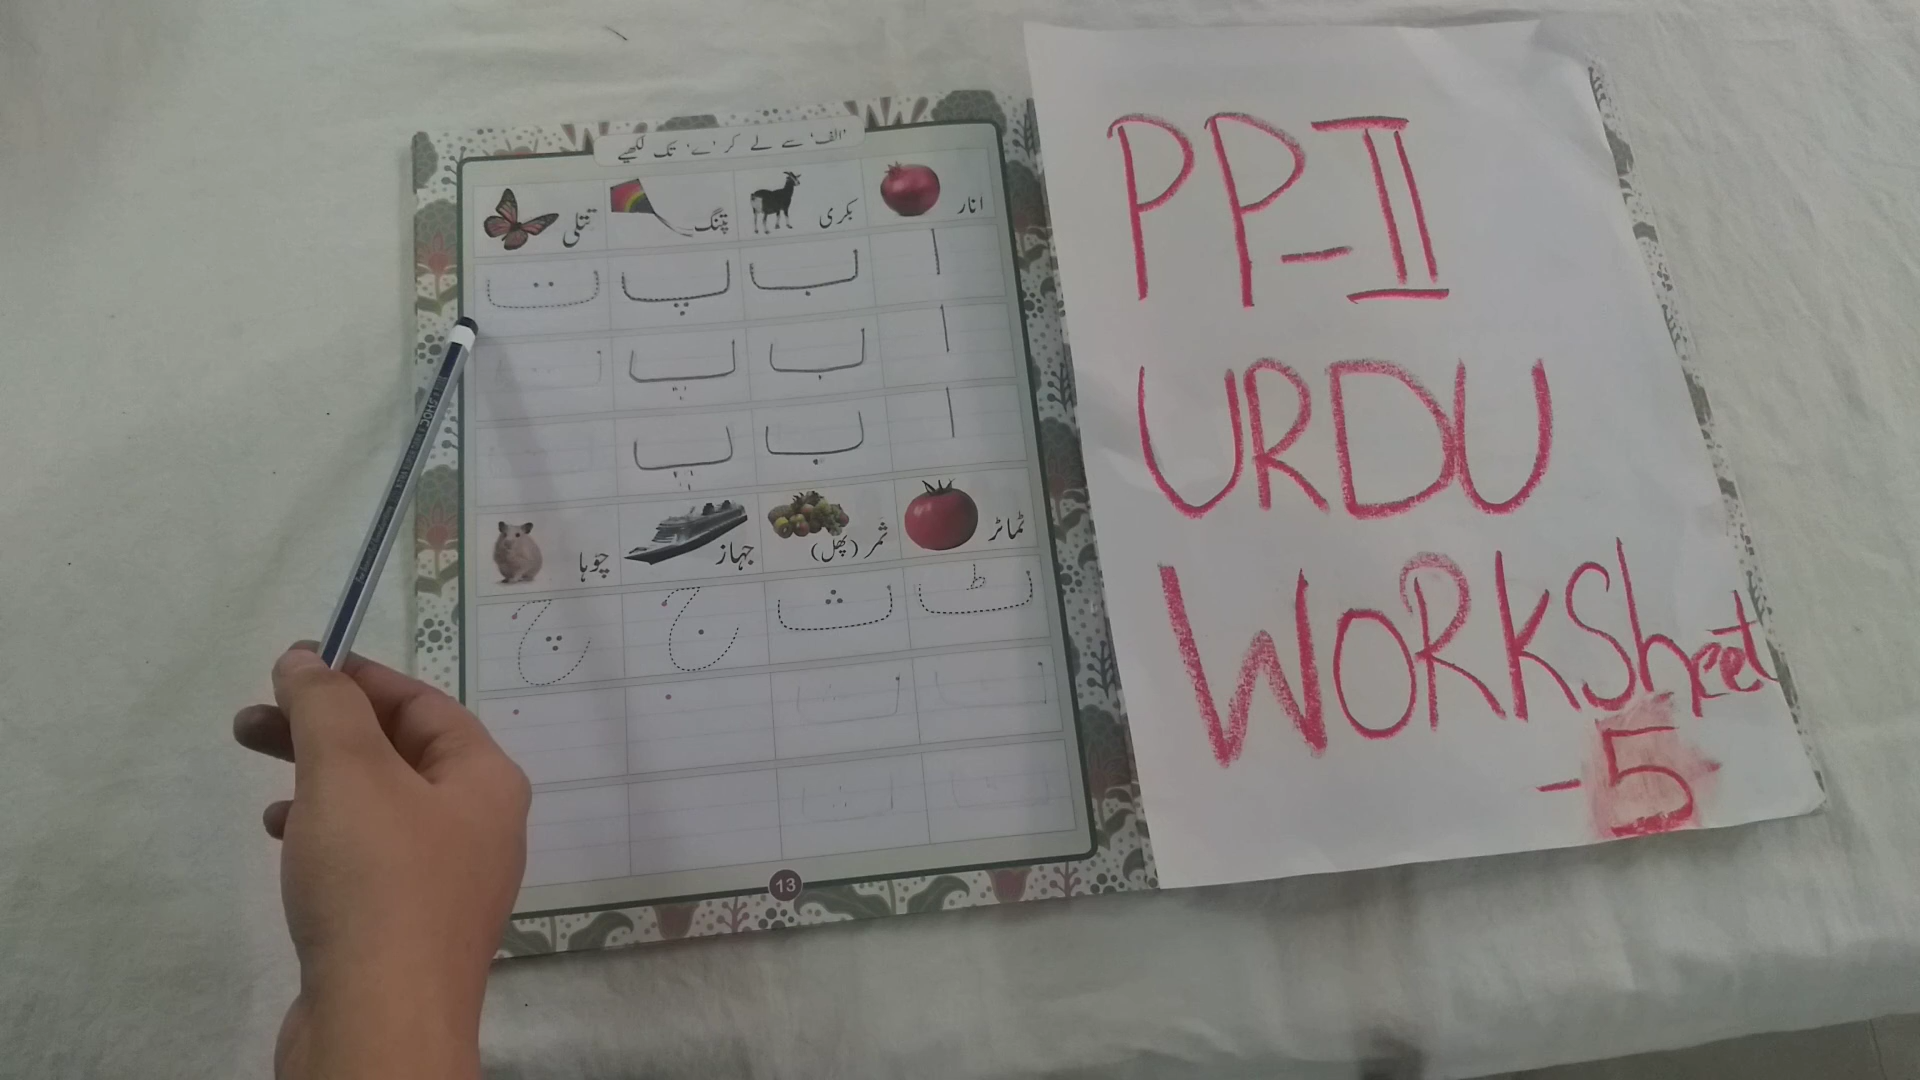 'الف' سے لے کر 'ے' تک لکھیے
انار بکری پتنگ تتلی
ا ب پ ت
ا ب پ
ا ب پ
ٹماٹر ثمر (پھل) جہاز چوہا
ٹ ث ج چ
13
PP-II
URDU
WORKSheet
-5